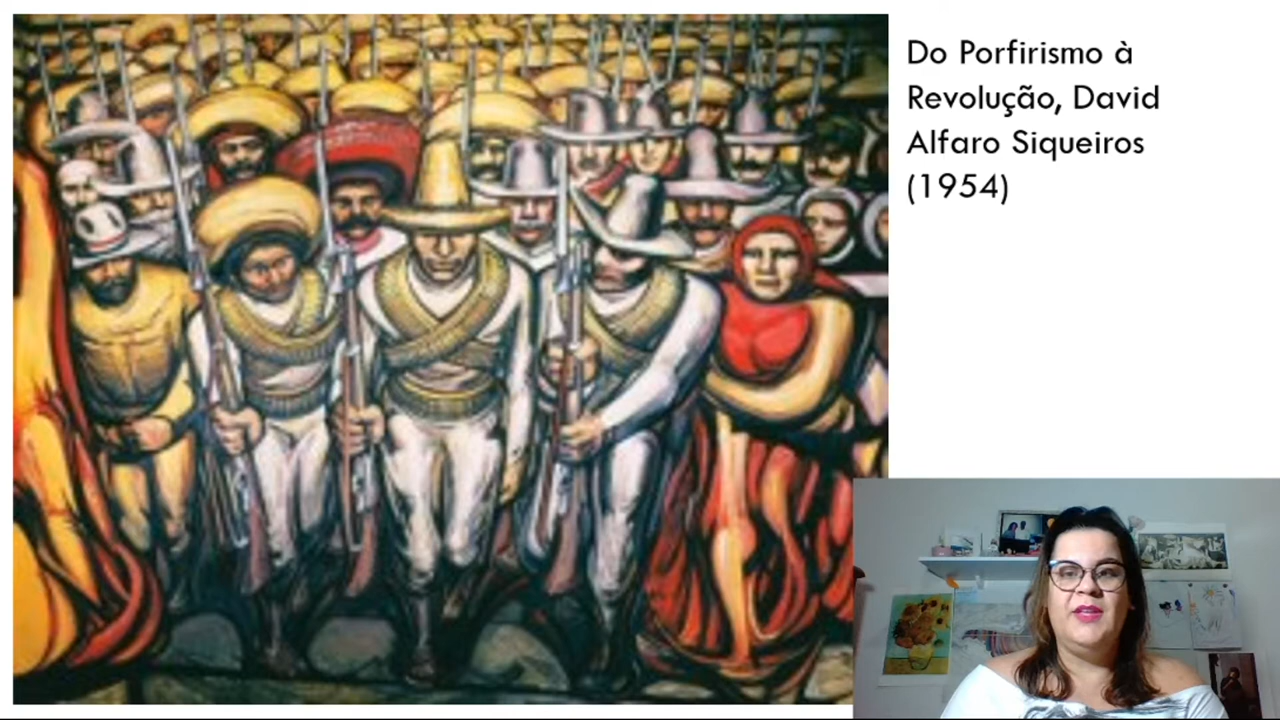 Do Porfirismo à
Revolução, David
Alfaro Siqueiros
(1954)